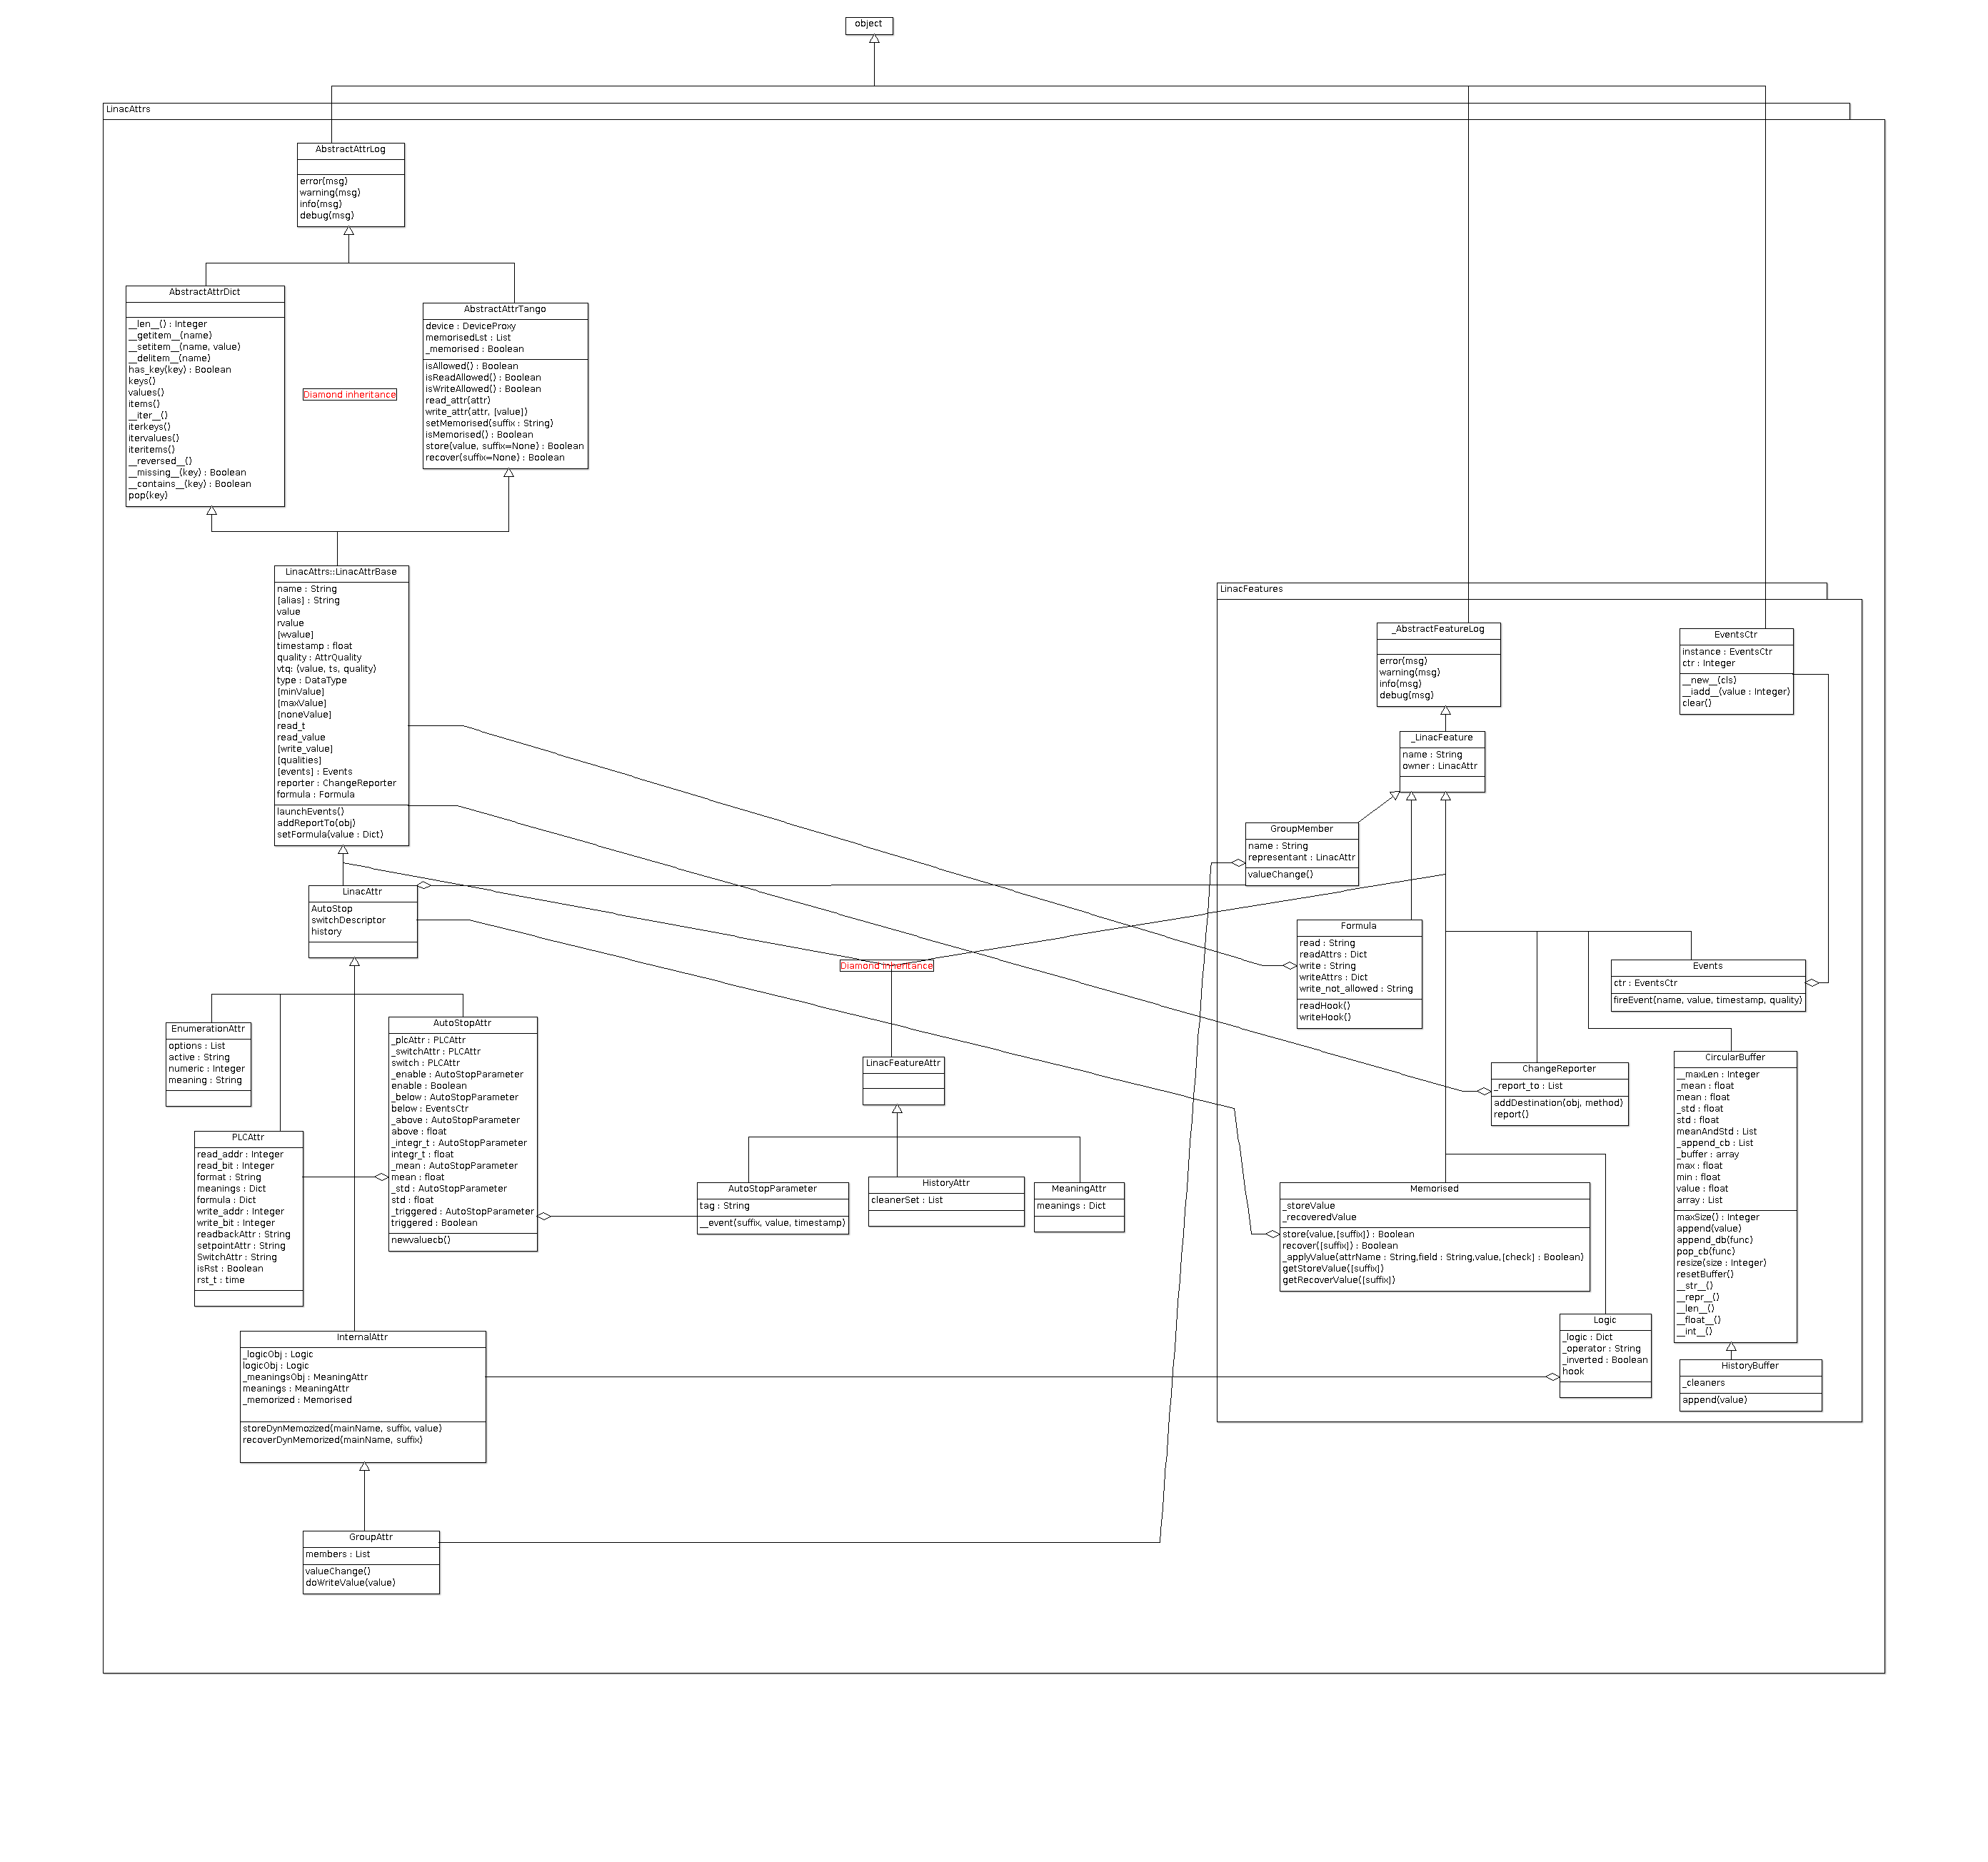 object
LinacAttrs
AbstractAttrLog
error(msg)
warning(msg)
info(msg)
debug(msg)
AbstractAttrDict
__len__() : Integer
__getitem__(name)
__setitem__(name, value)
__delitem__(name)
has_key(key) : Boolean
keys()
values()
items()
__iter__()
iterkeys()
itervalues()
iteritems()
__reversed__()
__missing__(key) : Boolean
__contains__(key) : Boolean
pop(key)
Diamond inheritance
AbstractAttrTango
device : DeviceProxy
memorisedLst : List
_memorised : Boolean
isAllowed() : Boolean
isReadAllowed() : Boolean
isWriteAllowed() : Boolean
read_attr(attr)
write_attr(attr, [value])
setMemorised(suffix : String)
isMemorised() : Boolean
store(value, suffix=None) : Boolean
recover(suffix=None) : Boolean
LinacAttrs::LinacAttrBase
name : String
[alias] : String
value
rvalue
[wvalue]
timestamp : float
quality : AttrQuality
vtq: (value, ts, quality)
type : DataType
[minValue]
[maxValue]
[noneValue]
read_t
read_value
[write_value]
[qualities]
[events] : Events
reporter : ChangeReporter
formula : Formula
launchEvents()
addReportTo(obj)
setFormula(value : Dict)
LinacAttr
AutoStop
switchDescriptor
history
EnumerationAttr
options : List
active : String
numeric : Integer
meaning : String
PLCAttr
read_addr : Integer
read_bit : Integer
format : String
meanings : Dict
formula : Dict
write_addr : Integer
write_bit : Integer
readbackAttr : String
setpointAttr : String
SwitchAttr : String
isRst : Boolean
rst_t : time
AutoStopAttr
_plcAttr : PLCAttr
_switchAttr : PLCAttr
switch : PLCAttr
_enable : AutoStopParameter
enable : Boolean
_below : AutoStopParameter
below : EventsCtr
_above : AutoStopParameter
above : float
_integr_t : AutoStopParameter
integr_t : float
_mean : AutoStopParameter
mean : float
_std : AutoStopParameter
std : float
_triggered : AutoStopParameter
triggered : Boolean
newvaluecb()
InternalAttr
_logicObj : Logic
logicObj : Logic
_meaningsObj : MeaningAttr
meanings : MeaningAttr
_memorized : Memorised
storeDynMemozized(mainName, suffix, value)
recoverDynMemorized(mainName, suffix)
GroupAttr
members : List
valueChange()
doWriteValue(value)
Diamond inheritance
LinacFeatureAttr
AutoStopParameter
tag : String
__event(suffix, value, timestamp)
HistoryAttr
cleanerSet : List
MeaningAttr
meanings : Dict
LinacFeatures
_AbstractFeatureLog
error(msg)
warning(msg)
info(msg)
debug(msg)
EventsCtr
instance : EventsCtr
ctr : Integer
__new__(cls)
__iadd__(value : Integer)
clear()
_LinacFeature
name : String
owner : LinacAttr
GroupMember
name : String
representant : LinacAttr
valueChange()
Formula
read : String
readAttrs : Dict
write : String
writeAttrs : Dict
write_not_allowed : String
readHook()
writeHook()
Events
ctr : EventsCtr
fireEvent(name, value, timestamp, quality)
ChangeReporter
_report_to : List
addDestination(obj, method)
report()
CircularBuffer
__maxLen : Integer
_mean : float
mean : float
_std : float
std : float
meanAndStd : List
_append_cb : List
_buffer : array
max : float
min : float
value : float
array : List
maxSize() : Integer
append(value)
append_db(func)
pop_cb(func)
resize(size : Integer)
resetBuffer()
__str__()
__repr__()
__len__()
__float__()
__int__()
Memorised
_storeValue
_recoveredValue
store(value,[suffix]) : Boolean
recover([suffix]) : Boolean
_applyValue(attrName : String,field : String,value,[check] : Boolean)
getStoreValue([suffix])
getRecoverValue([suffix])
Logic
_logic : Dict
_operator : String
_inverted : Boolean
hook
HistoryBuffer
_cleaners
append(value)